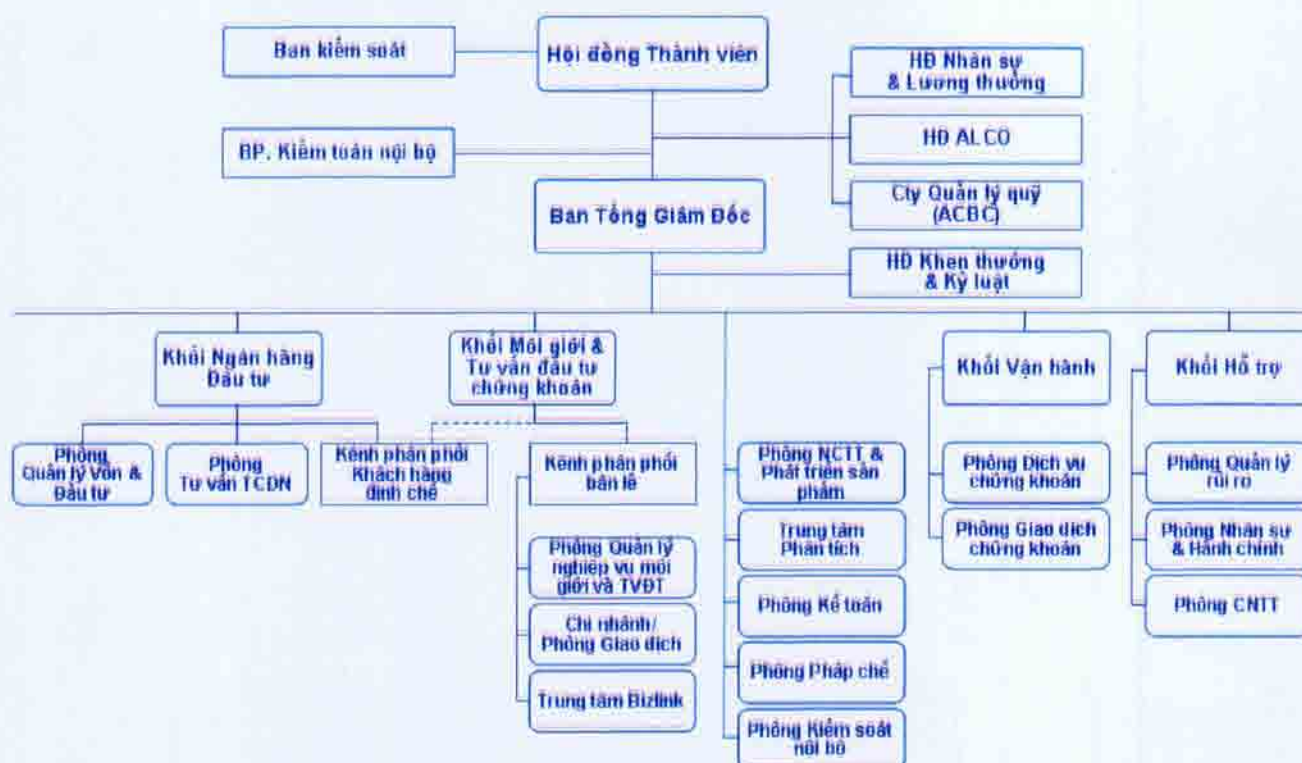 Ban kiểm soát
Hội đồng Thành viên
HĐ Nhân sự
& Lương thưởng
HĐ ALCO
BP. Kiểm toán nội bộ
Cty Quản lý quỹ
(ACBC)
Ban Tổng Giám Đốc
HĐ Khen thưởng
& Kỷ luật
Khối Ngân hàng
Đầu tư
Khối Môi giới &
Tư vấn đầu tư
chứng khoán
Khối Vận hành
Khối Hỗ trợ
Phòng
Quản lý Vốn &
Đầu tư
Phòng
Tư vấn TCDN
Kênh phân phối
Khách hàng
định chế
Kênh phân phối
bán lẻ
Phòng NCTT &
Phát triển sản
phẩm
Phòng Dịch vụ
chứng khoán
Phòng Quản lý
rủi ro
Phòng Quản lý
nghiệp vụ môi
giới và TVĐT
Trung tâm
Phân tích
Phòng Giao dịch
chứng khoán
Phòng Nhân sự
& Hành chính
Chi nhánh/
Phòng Giao dịch
Phòng Kế toán
Phòng CNTT
Trung tâm Bizlink
Phòng Pháp chế
Phòng Kiểm soát
nội bộ